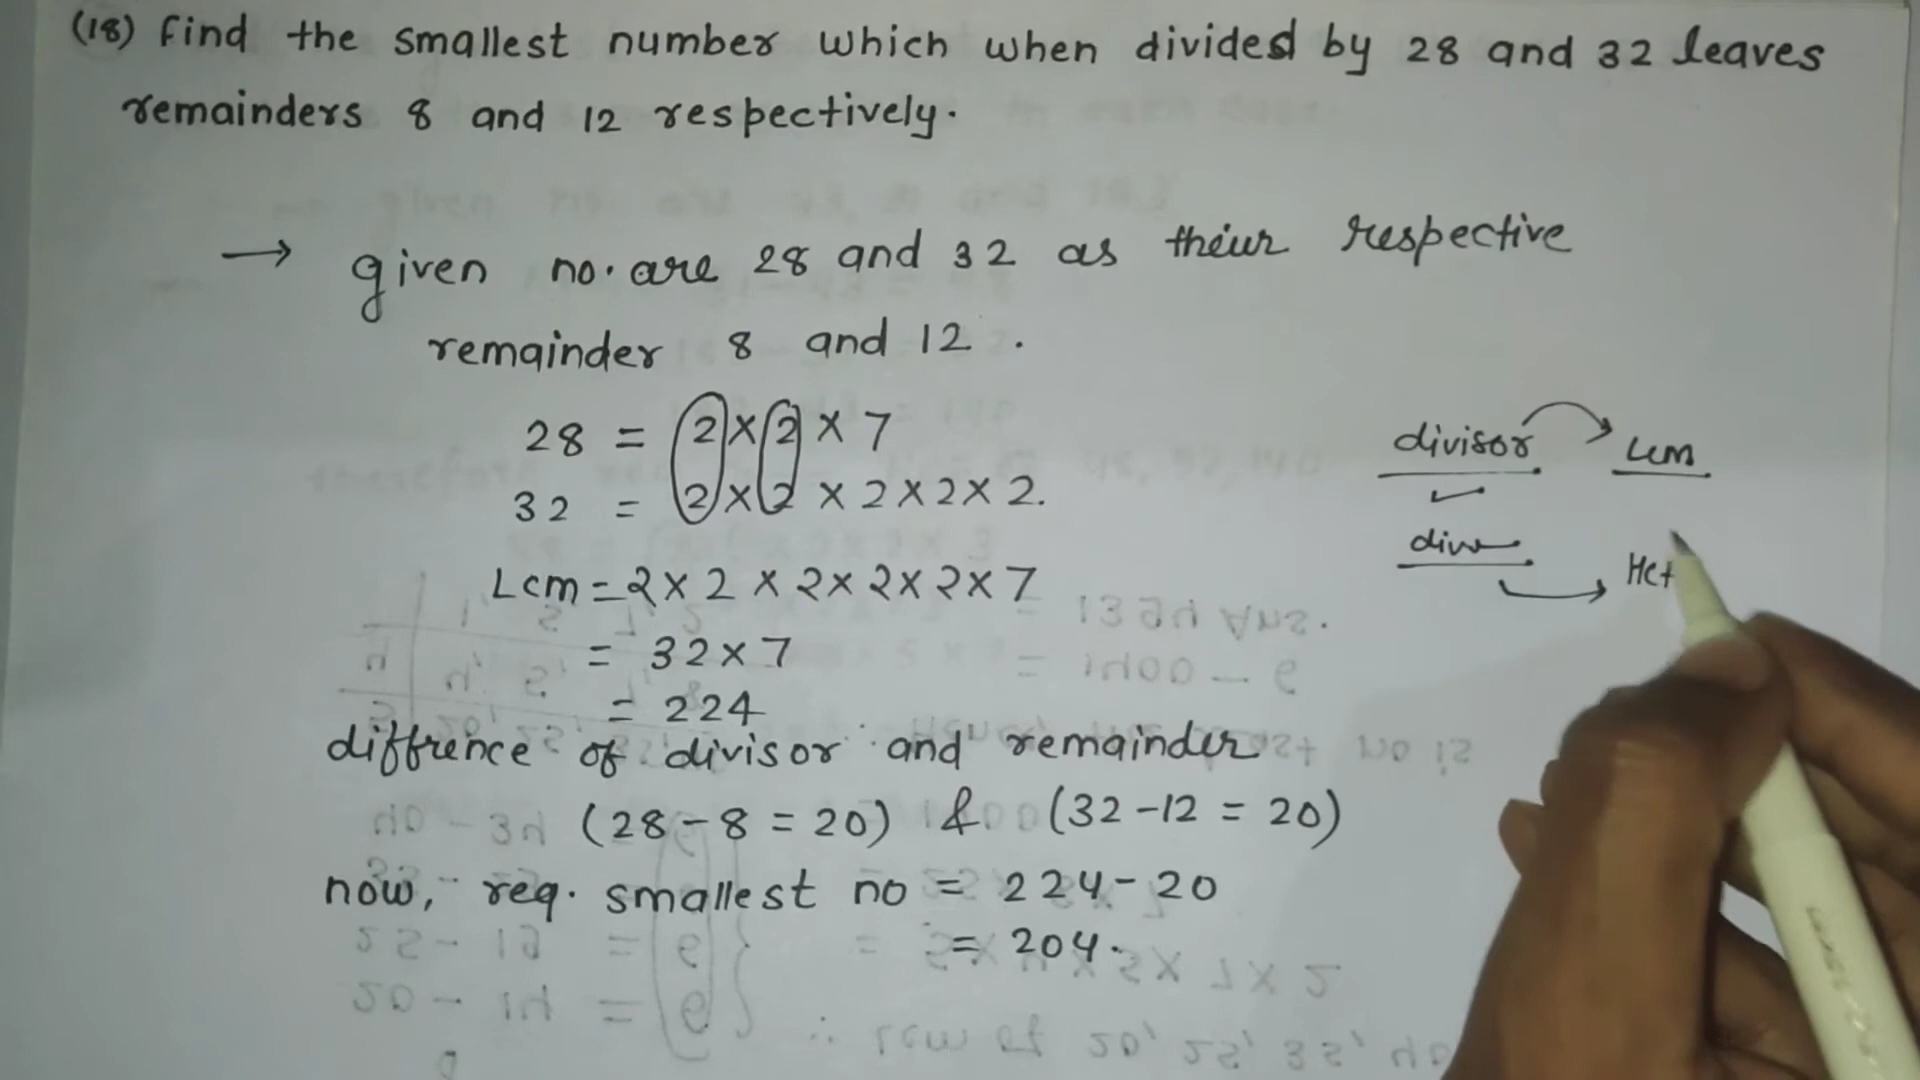 (18) Find the smallest number which when divided by 28 and 32 leaves
remainders 8 and 12 respectively.
→ given no. are 28 and 32 as their respective
remainder 8 and 12.
28 = 2×2×7
32 = 2×2×2×2×2.
Lcm = 2×2×2×2×2×7
= 32×7
= 224
diffrence of divisor and remainder
(28-8=20) & (32-12=20)
now, req. smallest no = 224-20
= 204.
divisor → Lcm